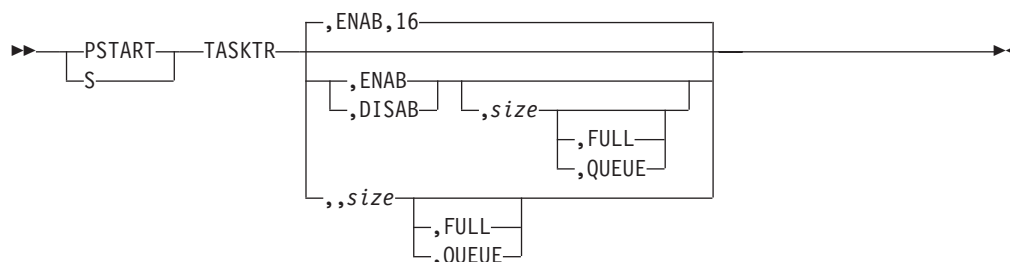 ,ENAB,16
PSTART TASKTR
S
,ENAB
,DISAB ,size
,FULL
,QUEUE
,,size
,FULL
,QUEUE